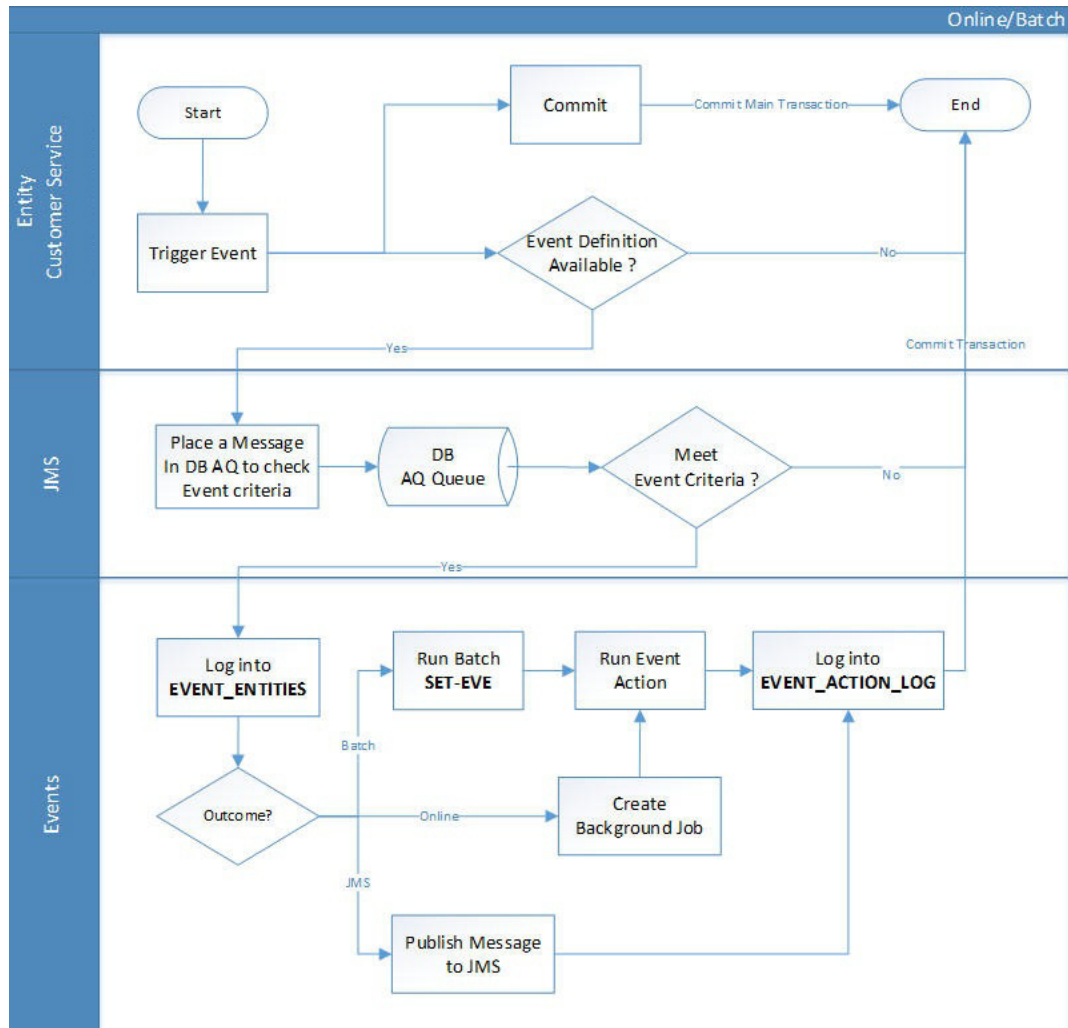 Online/Batch
Entity
Customer Service
Start
Commit
Commit Main Transaction
End
Trigger Event
Event Definition
Available ?
No
Yes
Commit Transaction
JMS
Place a Message
In DB AQ to check
Event criteria
DB
AQ Queue
Meet
Event Criteria ?
No
Yes
Events
Log into
EVENT_ENTITIES
Run Batch
SET-EVE
Run Event
Action
Log into
EVENT_ACTION_LOG
Batch
Outcome?
Online
Create
Background Job
JMS
Publish Message
to JMS